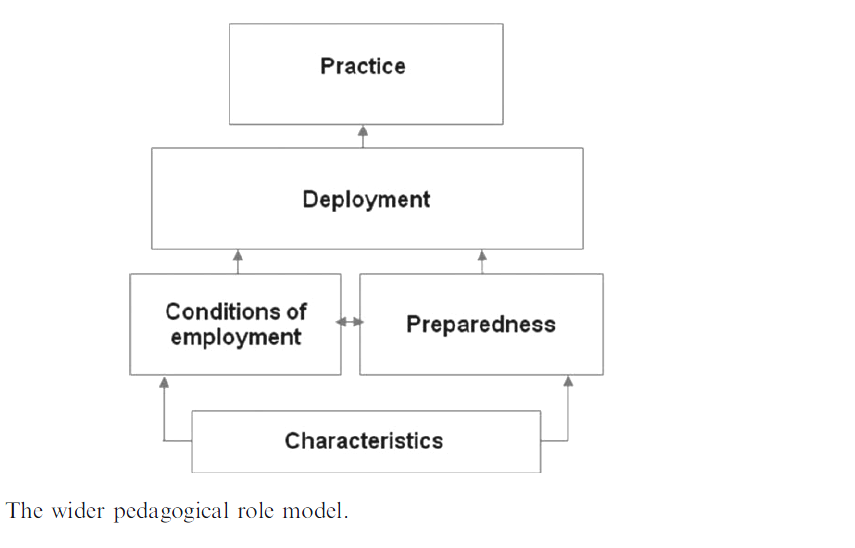 Practice
Deployment
Conditions of
employment
Preparedness
Characteristics
The wider pedagogical role model.